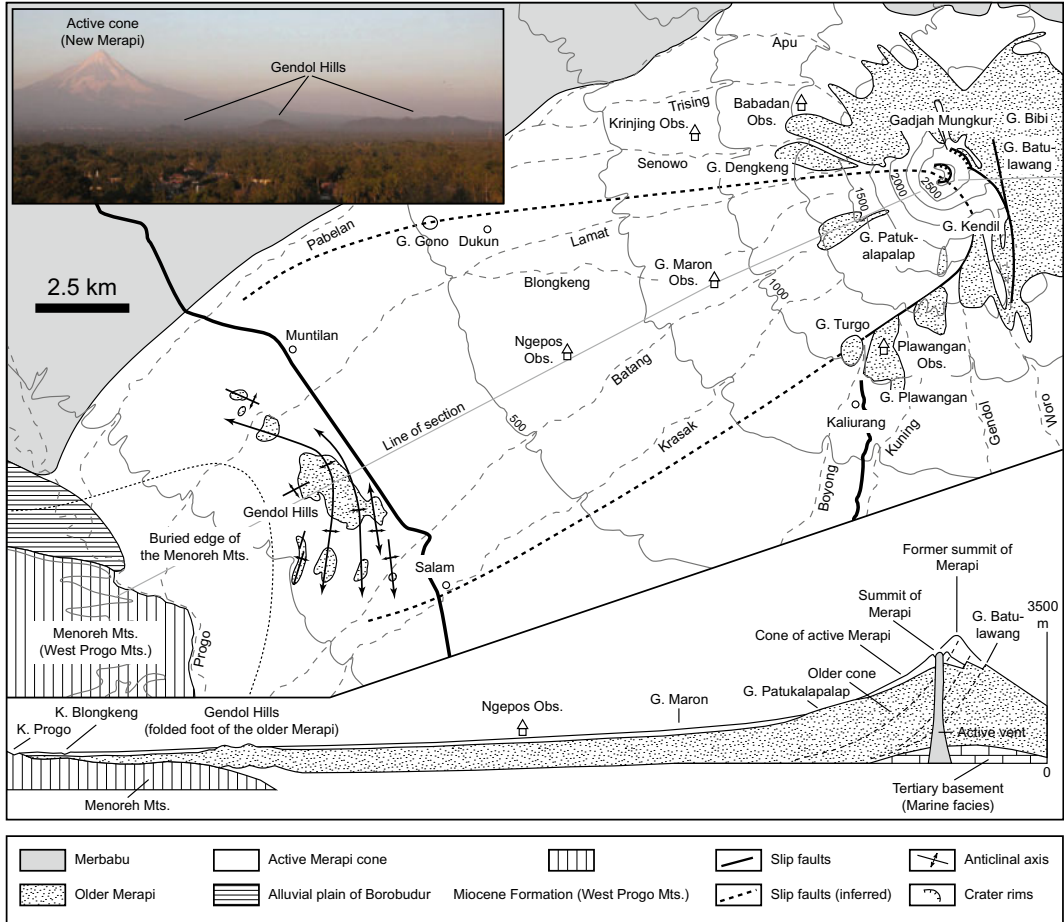 Active cone
(New Merapi)
Gendol Hills
Apu
Trising
Babadan
Obs.
Krinjing Obs.
Gadjah Mungkur
G. Bibi
G. Batu-
lawang
Senowo
G. Dengkeng
2500
2000
1500
Pabelan
G. Gono
Dukun
Lamat
G. Patuk-
alapalap
G. Kendil
2.5 km
Blongkeng
G. Maron
Obs.
1000
Muntilan
Ngepos
Obs.
G. Turgo
Plawangan
Obs.
Batang
G. Plawangan
Line of section
500
Krasak
Kaliurang
Kuning
Gendol
Woro
Boyong
Gendol Hills
Buried edge of
the Menoreh Mts.
Salam
Menoreh Mts.
(West Progo Mts.)
Progo
Former summit of
Merapi
Summit of
Merapi
G. Batu-
lawang
3500
m
Cone of active Merapi
Older cone
G. Patukalapalap
K. Blongkeng
K. Progo
Gendol Hills
(folded foot of the older Merapi)
Ngepos Obs.
G. Maron
Active vent
0
Menoreh Mts.
Tertiary basement
(Marine facies)
Merbabu
Active Merapi cone
Slip faults
Anticlinal axis
Older Merapi
Alluvial plain of Borobudur
Miocene Formation (West Progo Mts.)
Slip faults (inferred)
Crater rims